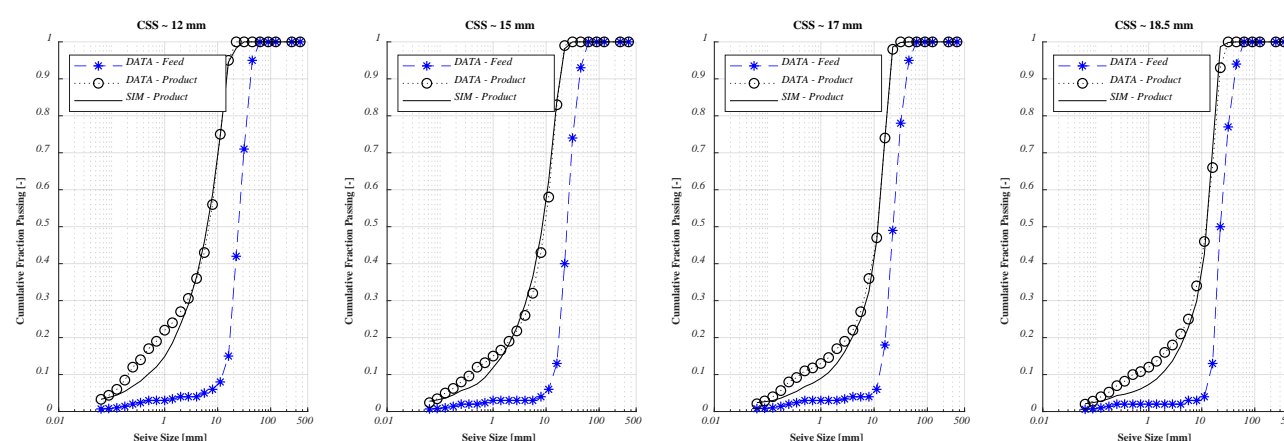 CSS ~ 12 mm
1
0.9
0.8
0.7
0.6
0.5
0.4
0.3
0.2
0.1
0
Cumulative Fraction Passing [-]
DATA - Feed
DATA - Product
SIM - Product
0.01
1
10
100
500
Seive Size [mm]
CSS ~ 15 mm
1
0.9
0.8
0.7
0.6
0.5
0.4
0.3
0.2
0.1
0
Cumulative Fraction Passing [-]
DATA - Feed
DATA - Product
SIM - Product
0.01
1
10
100
500
Seive Size [mm]
CSS ~ 17 mm
1
0.9
0.8
0.7
0.6
0.5
0.4
0.3
0.2
0.1
0
Cumulative Fraction Passing [-]
DATA - Feed
DATA - Product
SIM - Product
0.01
1
10
100
500
Seive Size [mm]
CSS ~ 18.5 mm
1
0.9
0.8
0.7
0.6
0.5
0.4
0.3
0.2
0.1
0
Cumulative Fraction Passing [-]
DATA - Feed
DATA - Product
SIM - Product
0.01
1
10
100
500
Seive Size [mm]